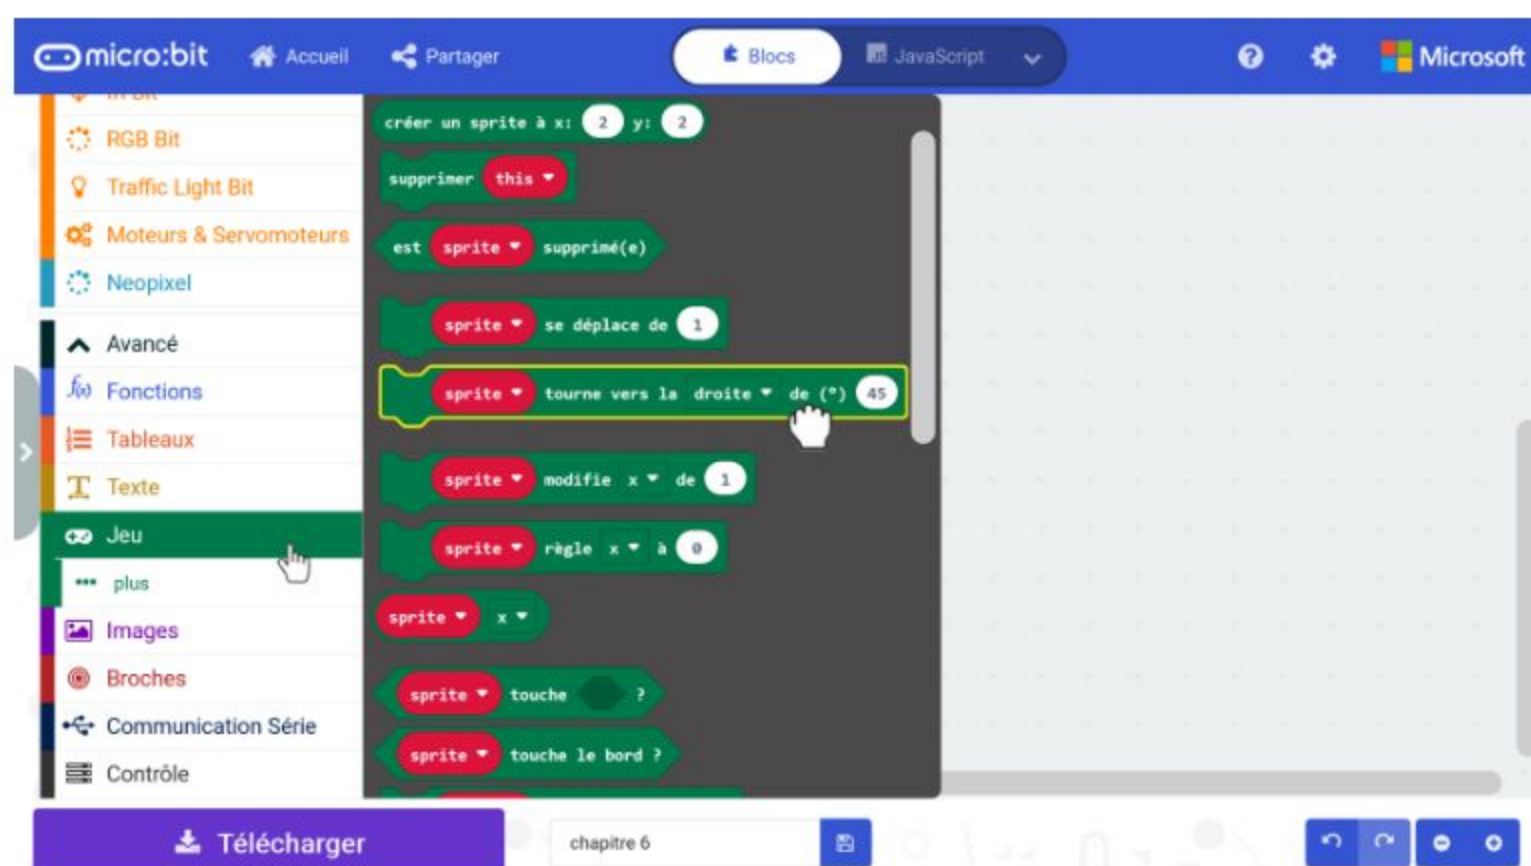 micro:bit Accueil Partager Blocs JavaScript ? Microsoft
RGB Bit
Traffic Light Bit
Moteurs & Servomoteurs
Neopixel
Avancé
f(x) Fonctions
Tableaux
Texte
Jeu
plus
Images
Broches
Communication Série
Contrôle
créer un sprite à x: 2 y: 2
supprimer this
est sprite supprimé(e)
sprite se déplace de 1
sprite tourne vers la droite de (°) 45
sprite modifie x de 1
sprite règle x à 0
sprite x
sprite touche ?
sprite touche le bord ?
Télécharger chapitre 6